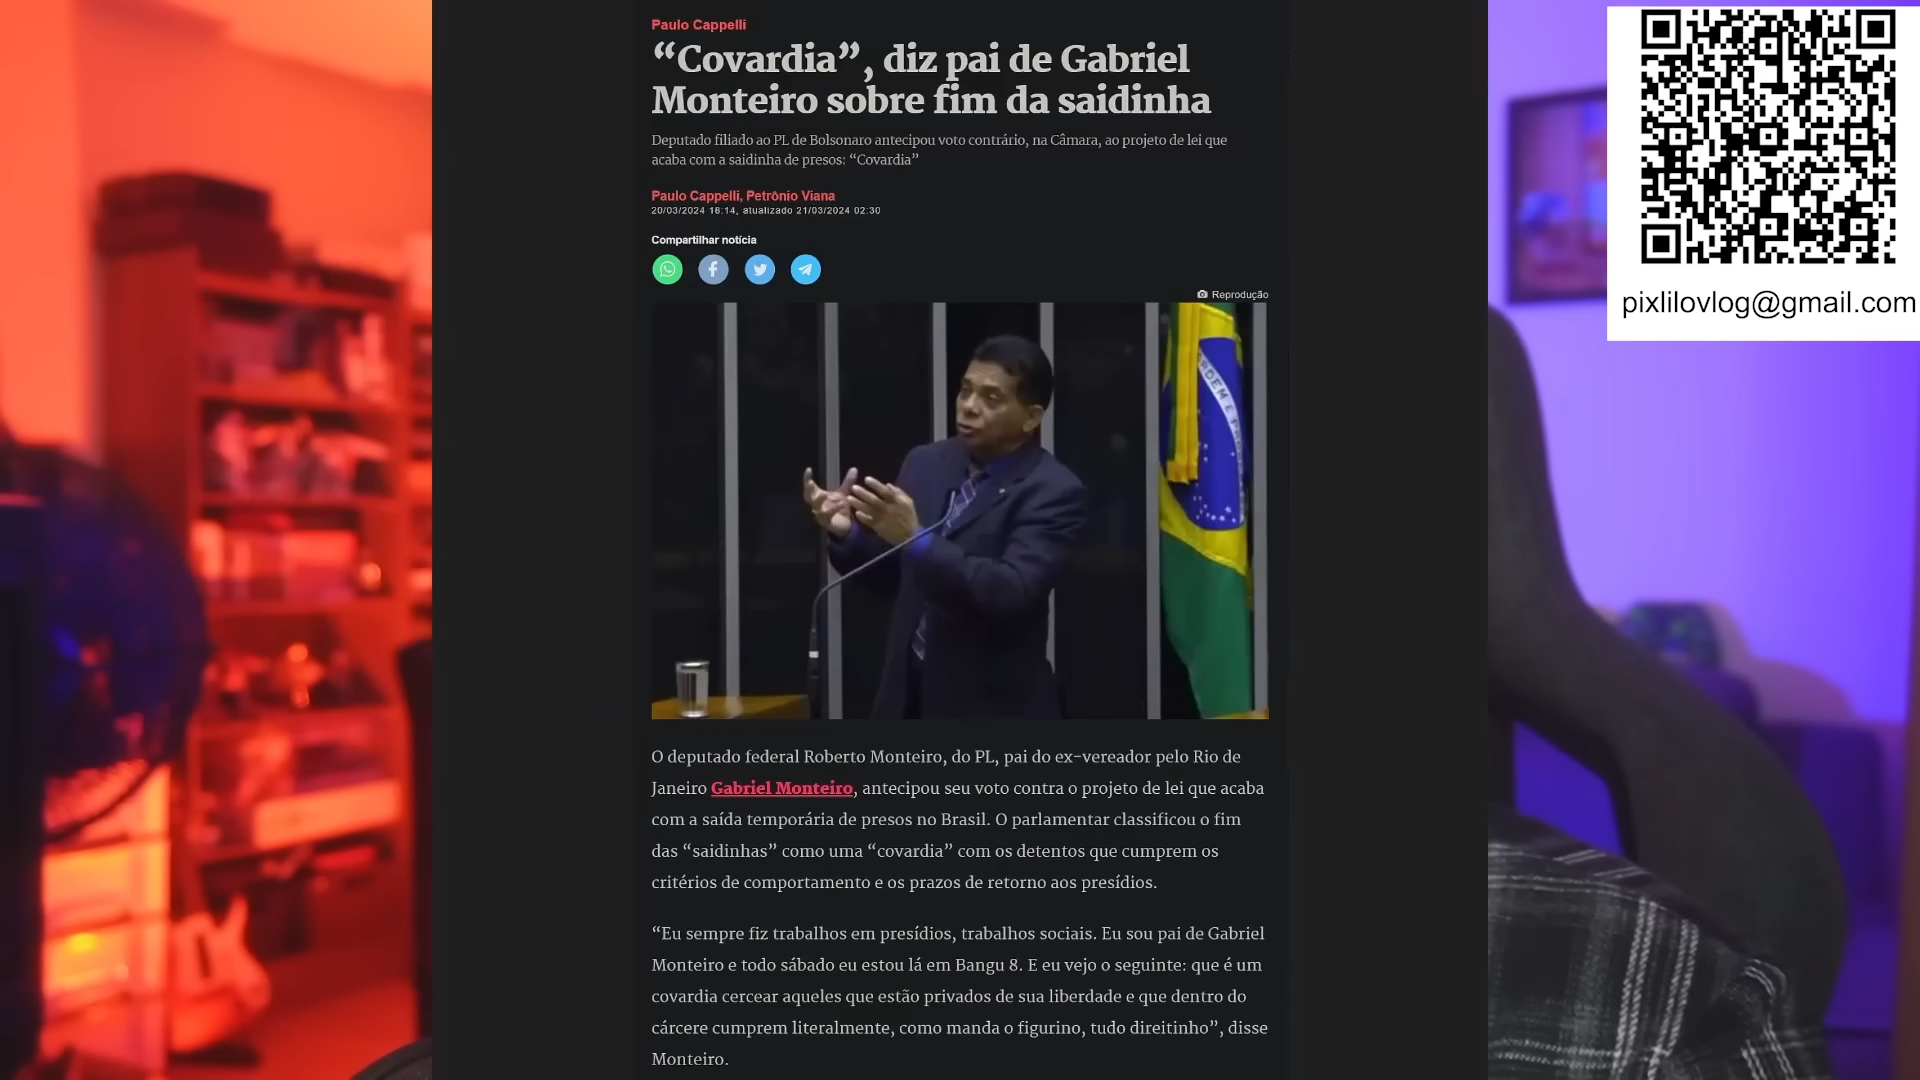 Paulo Cappelli
“Covardia”, diz pai de Gabriel
Monteiro sobre fim da saidinha
Deputado filiado ao PL de Bolsonaro antecipou voto contrário, na Câmara, ao projeto de lei que
acaba com a saidinha de presos: “Covardia”
Paulo Cappelli, Petrônio Viana
20/03/2024 18:14, atualizado 21/03/2024 02:30
Compartilhar notícia
Reprodução
ORDEM E PRO
O deputado federal Roberto Monteiro, do PL, pai do ex-vereador pelo Rio de
Janeiro Gabriel Monteiro, antecipou seu voto contra o projeto de lei que acaba
com a saída temporária de presos no Brasil. O parlamentar classificou o fim
das “saidinhas” como uma “covardia” com os detentos que cumprem os
critérios de comportamento e os prazos de retorno aos presídios.
“Eu sempre fiz trabalhos em presídios, trabalhos sociais. Eu sou pai de Gabriel
Monteiro e todo sábado eu estou lá em Bangu 8. E eu vejo o seguinte: que é um
covardia cercear aqueles que estão privados de sua liberdade e que dentro do
cárcere cumprem literalmente, como manda o figurino, tudo direitinho”, disse
Monteiro.
pixlilovlog@gmail.com